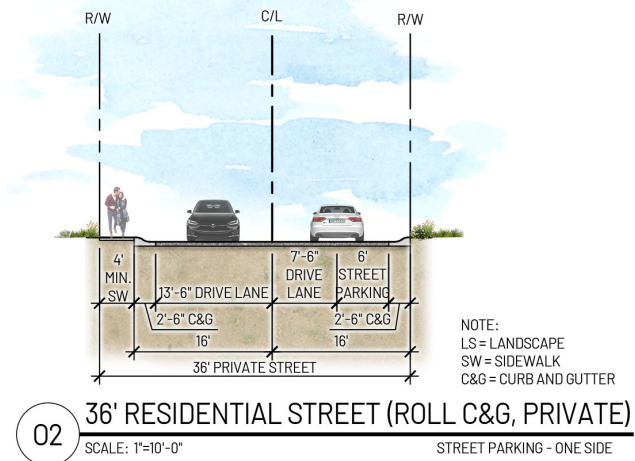 R/W C/L R/W
4'
MIN.
SW
13'-6" DRIVE LANE
7'-6"
DRIVE
LANE
6'
STREET
PARKING
2'-6" C&G
16'
2'-6" C&G
16'
36' PRIVATE STREET
NOTE:
LS = LANDSCAPE
SW = SIDEWALK
C&G = CURB AND GUTTER
02
36' RESIDENTIAL STREET (ROLL C&G, PRIVATE)
SCALE: 1"=10'-0"
STREET PARKING - ONE SIDE